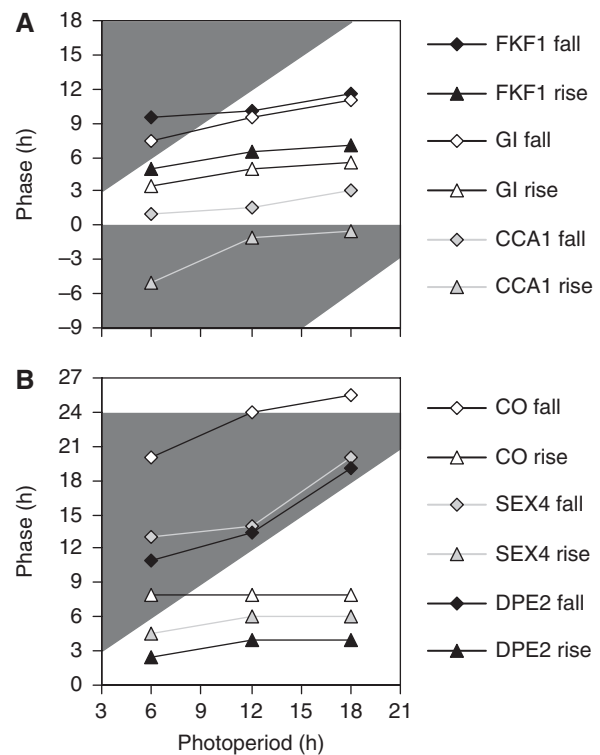 A
18
15
12
9
6
3
0
–3
–6
–9
Phase (h)
FKF1 fall
FKF1 rise
GI fall
GI rise
CCA1 fall
CCA1 rise
B
27
24
21
18
15
12
9
6
3
0
Phase (h)
3 6 9 12 15 18 21
Photoperiod (h)
CO fall
CO rise
SEX4 fall
SEX4 rise
DPE2 fall
DPE2 rise